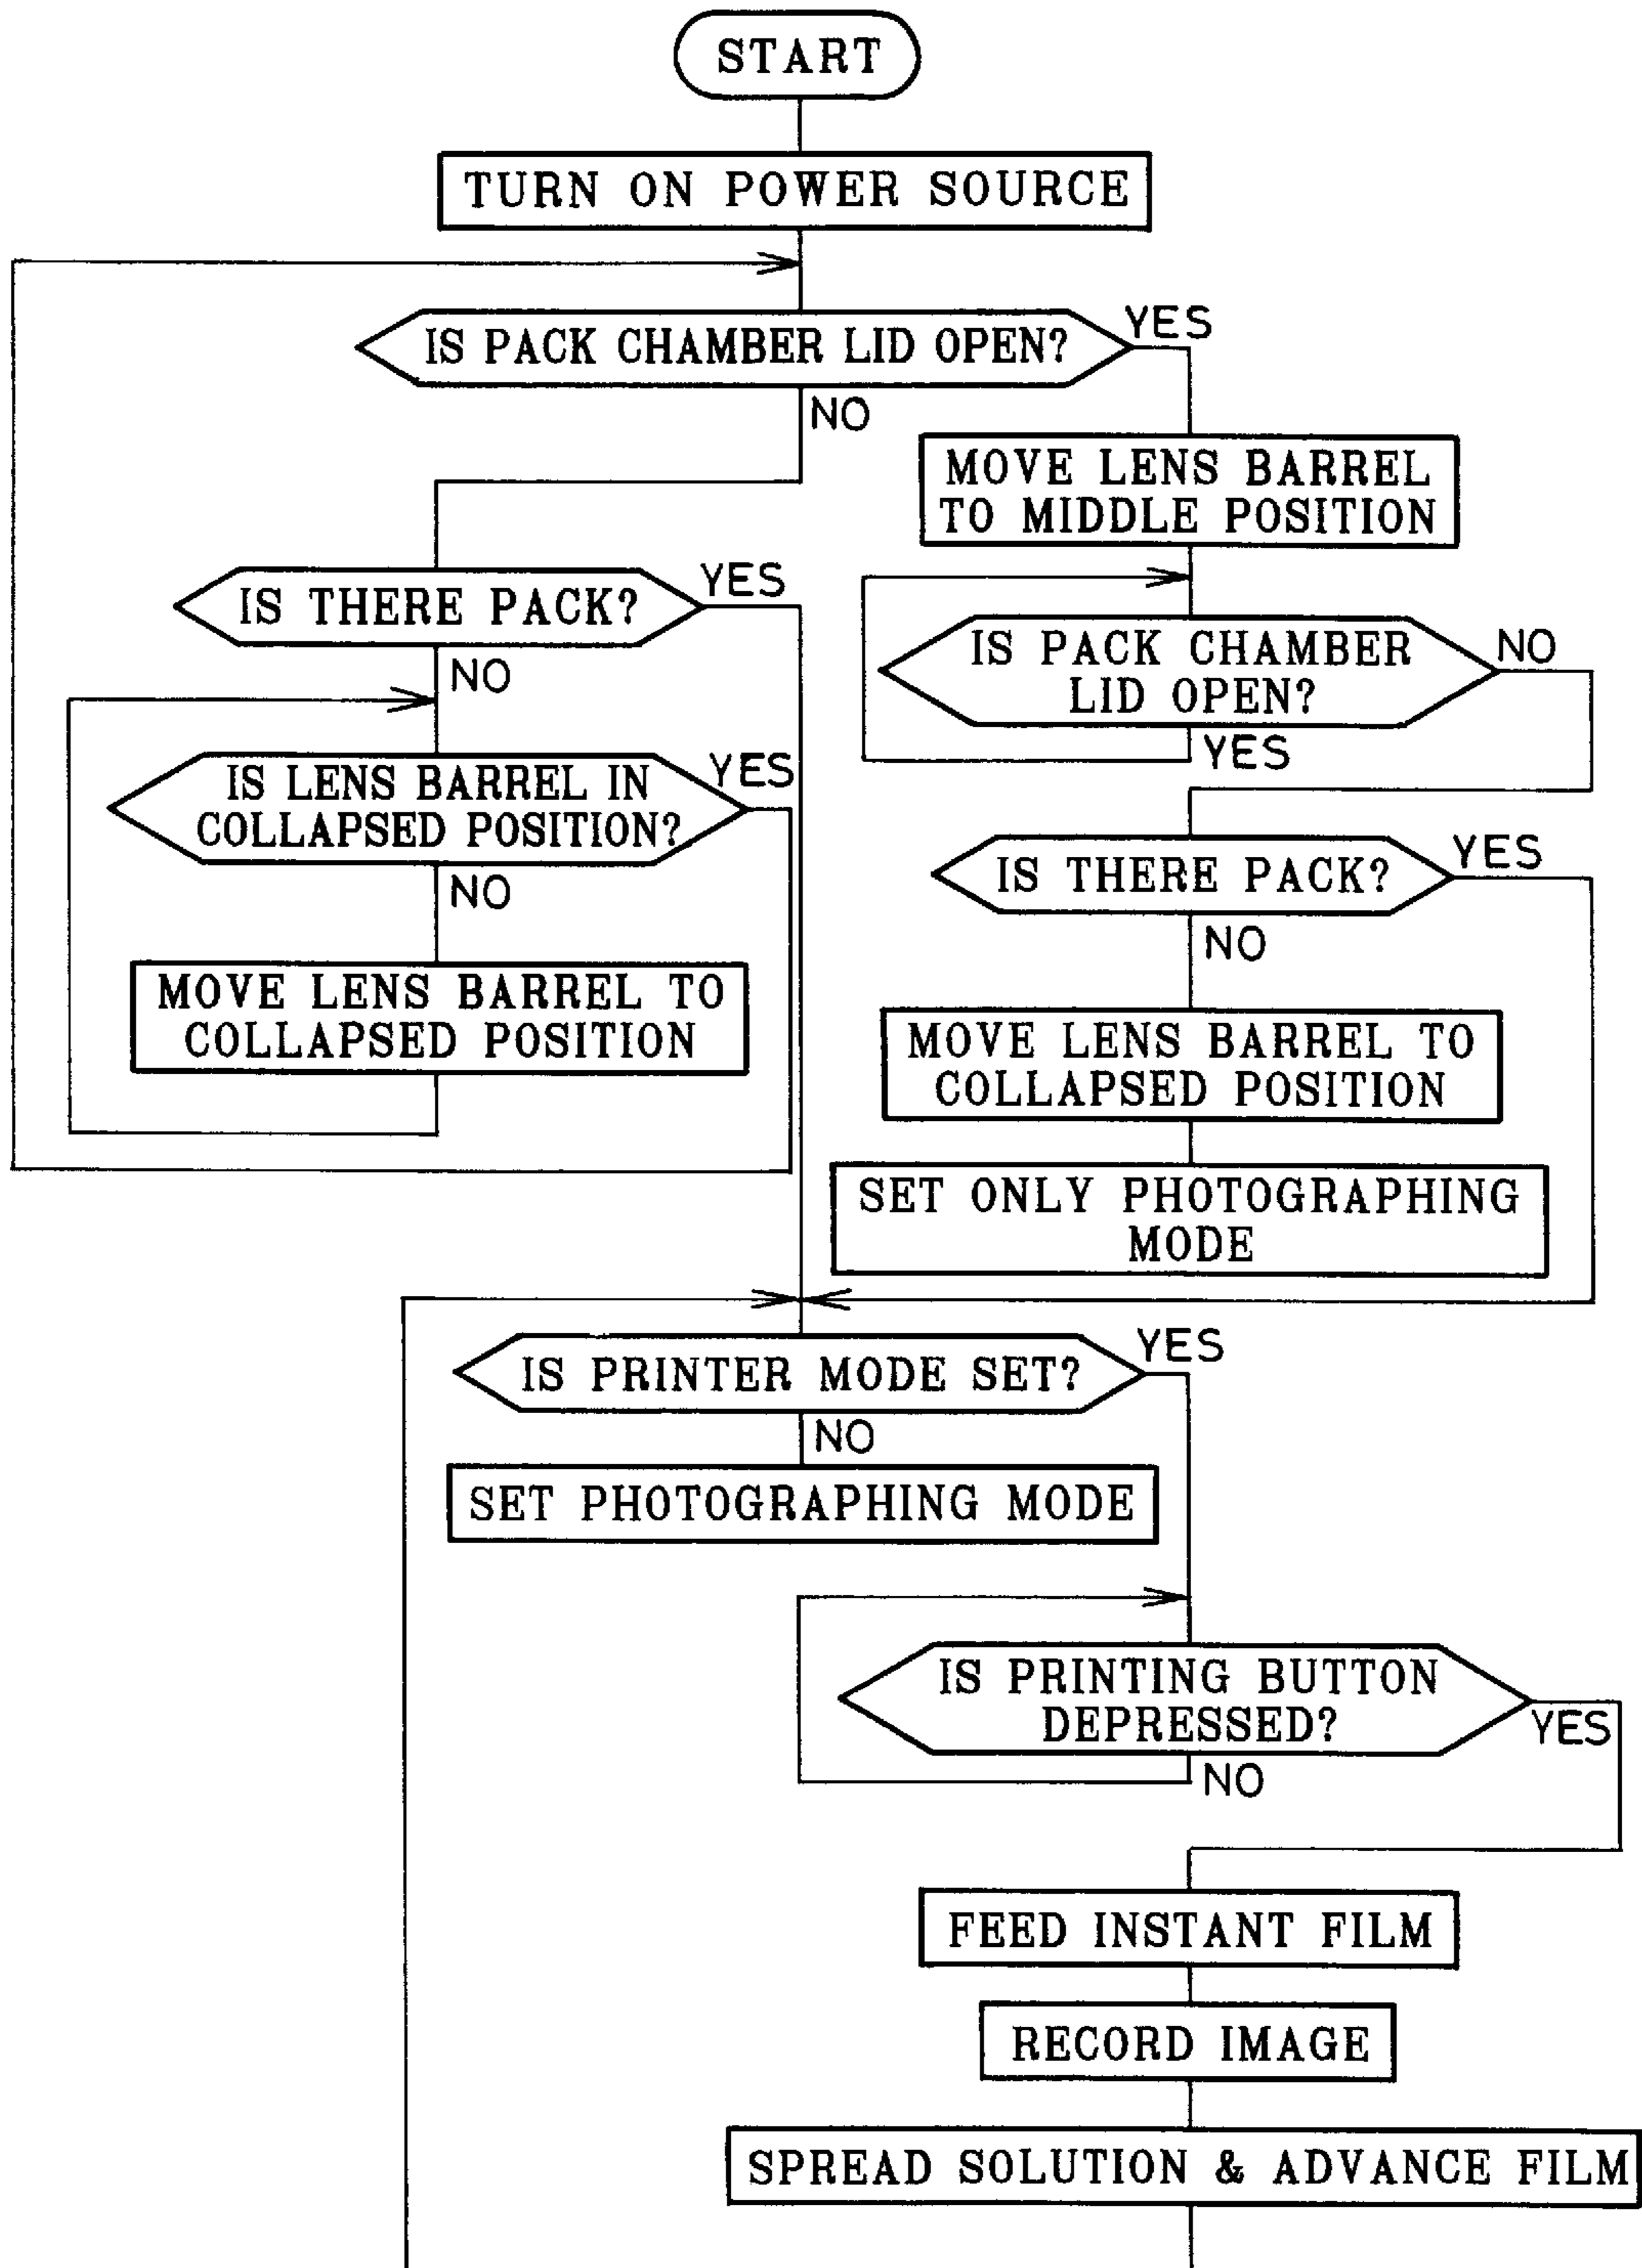 START
TURN ON POWER SOURCE
IS PACK CHAMBER LID OPEN?
YES
NO
MOVE LENS BARREL
TO MIDDLE POSITION
IS THERE PACK?
YES
NO
IS PACK CHAMBER
LID OPEN?
NO
YES
IS LENS BARREL IN
COLLAPSED POSITION?
YES
NO
MOVE LENS BARREL TO
COLLAPSED POSITION
IS THERE PACK?
YES
NO
MOVE LENS BARREL TO
COLLAPSED POSITION
SET ONLY PHOTOGRAPHING
MODE
IS PRINTER MODE SET?
YES
NO
SET PHOTOGRAPHING MODE
IS PRINTING BUTTON
DEPRESSED?
YES
NO
FEED INSTANT FILM
RECORD IMAGE
SPREAD SOLUTION & ADVANCE FILM